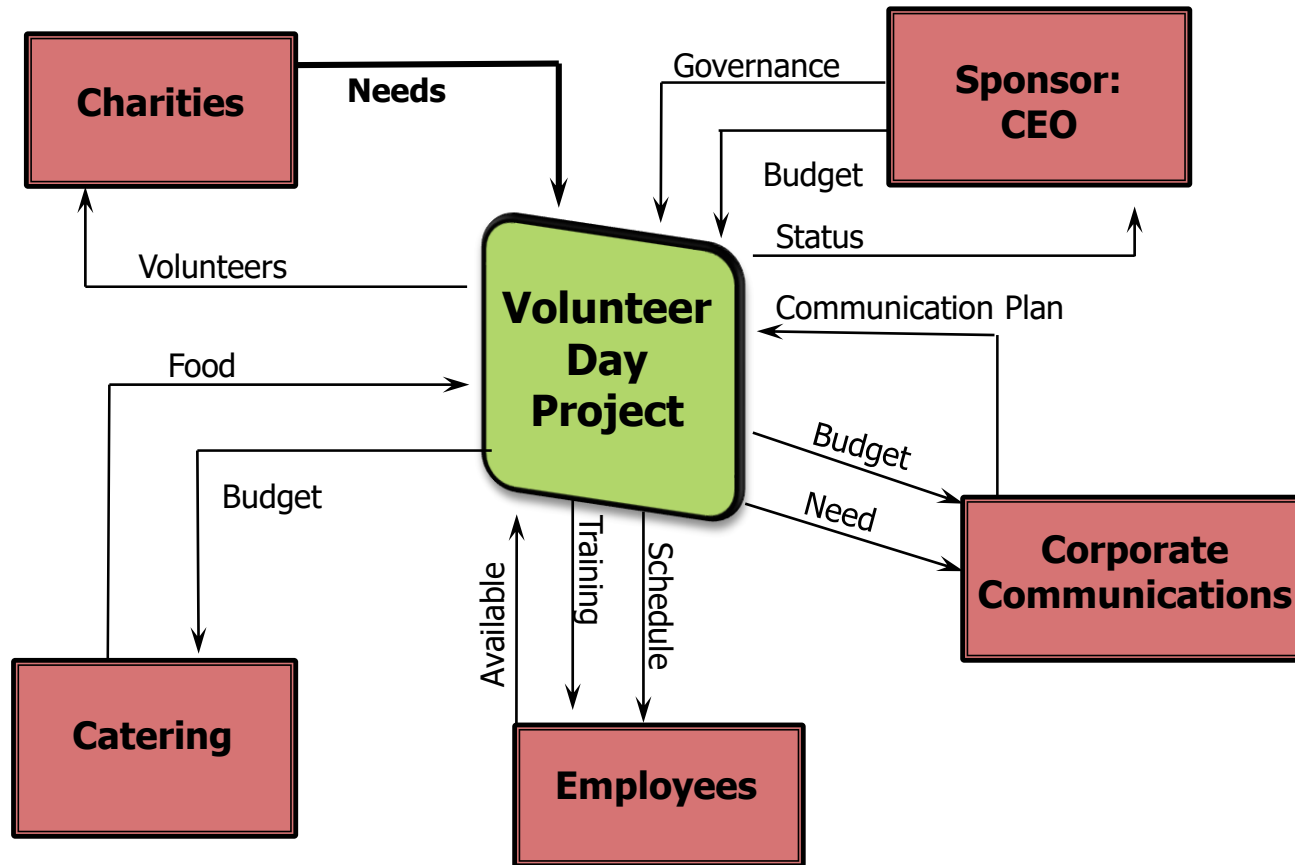 Charities
Needs
Governance
Sponsor:
CEO
Budget
Status
Volunteers
Volunteer
Day
Project
Communication Plan
Food
Budget
Budget
Need
Available
Training
Schedule
Corporate
Communications
Catering
Employees